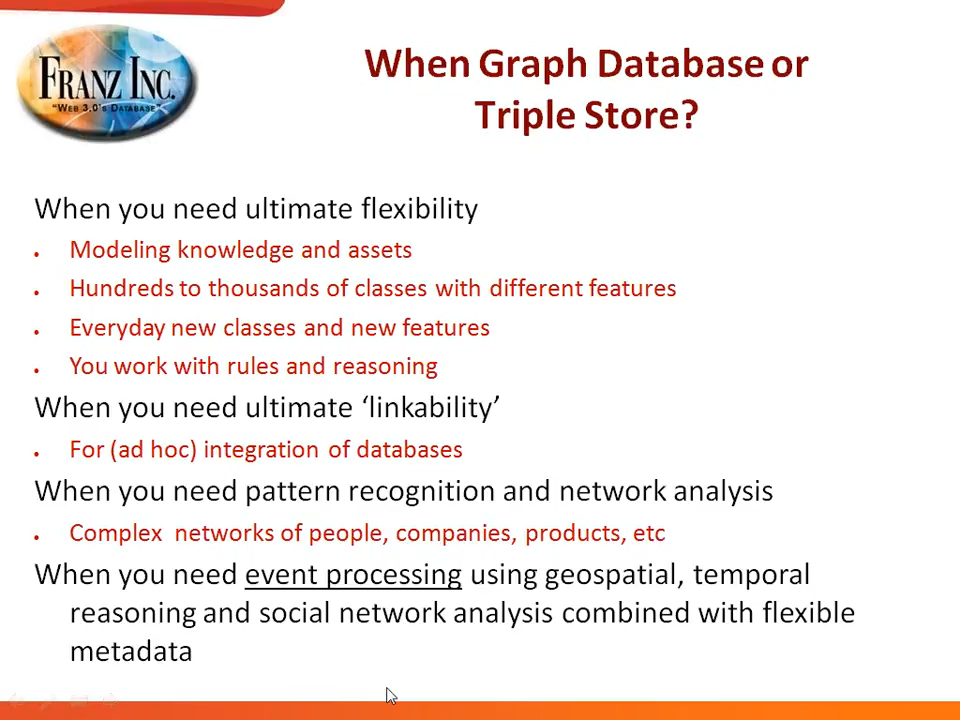 FRANZ INC.
"WEB 3.0'S DATABASE"
When Graph Database or
Triple Store?
When you need ultimate flexibility
• Modeling knowledge and assets
• Hundreds to thousands of classes with different features
• Everyday new classes and new features
• You work with rules and reasoning
When you need ultimate ‘linkability’
• For (ad hoc) integration of databases
When you need pattern recognition and network analysis
• Complex networks of people, companies, products, etc
When you need event processing using geospatial, temporal
reasoning and social network analysis combined with flexible
metadata